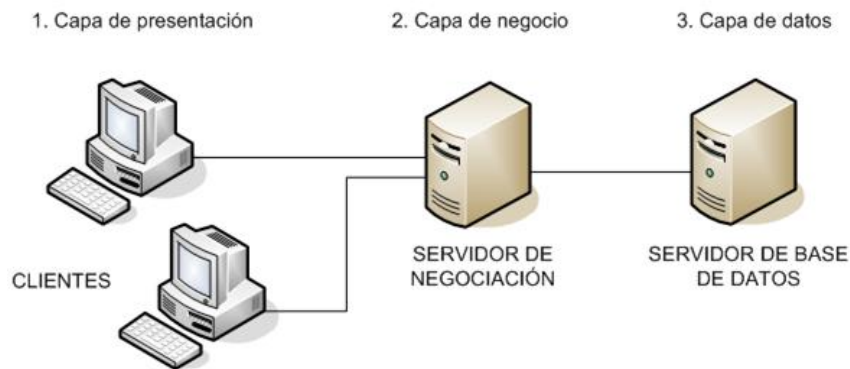 1. Capa de presentación
2. Capa de negocio
3. Capa de datos
CLIENTES
SERVIDOR DE
NEGOCIACIÓN
SERVIDOR DE BASE
DE DATOS